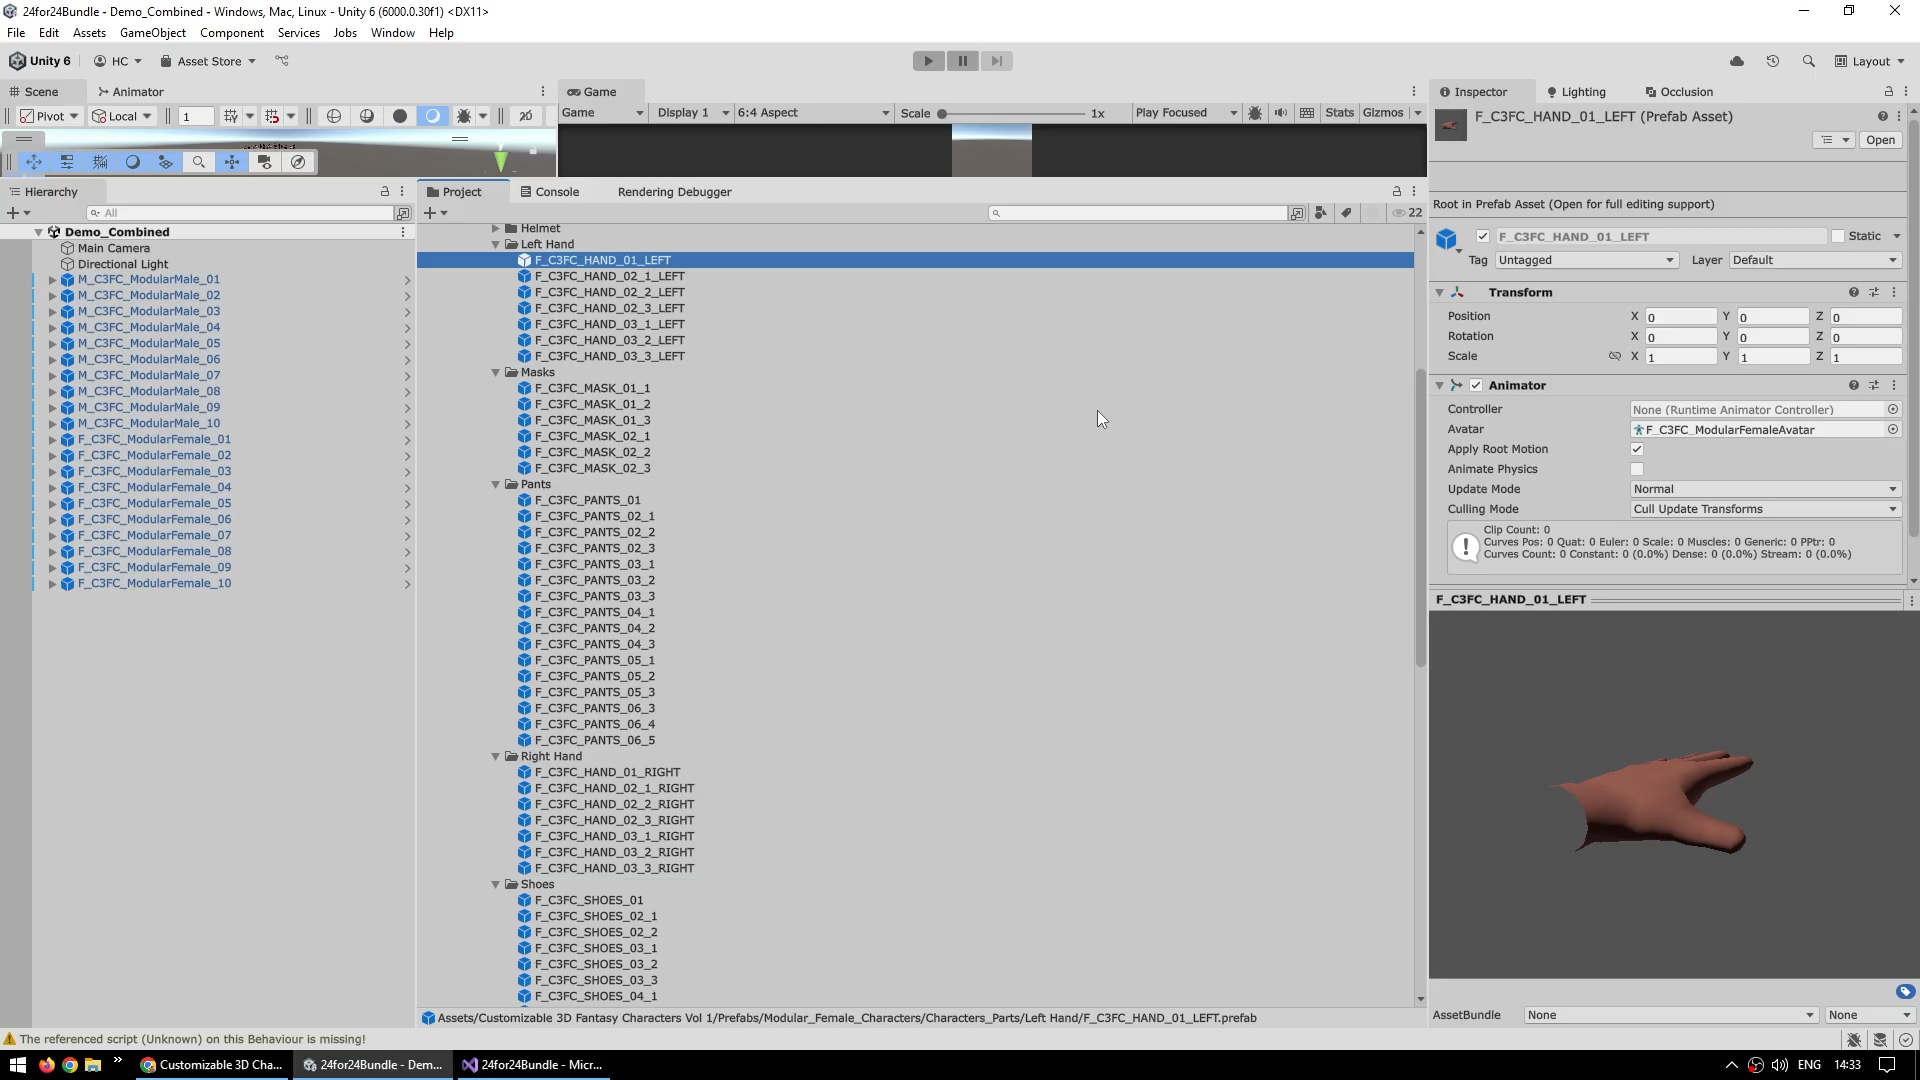 24for24Bundle - Demo_Combined - Windows, Mac, Linux - Unity 6 (6000.0.30f1) <DX11>
File Edit Assets GameObject Component Services Jobs Window Help
Unity 6 HC Asset Store Layout
Scene Animator Game Inspector Lighting Occlusion
Pivot Local 1 Game Display 1 6:4 Aspect Scale 1x Play Focused Stats Gizmos
F_C3FC_HAND_01_LEFT (Prefab Asset)
Open
Hierarchy Project Console Rendering Debugger
All 22
Root in Prefab Asset (Open for full editing support)
F_C3FC_HAND_01_LEFT Static
Tag Untagged Layer Default
Transform
Position X 0 Y 0 Z 0
Rotation X 0 Y 0 Z 0
Scale X 1 Y 1 Z 1
Animator
Controller None (Runtime Animator Controller)
Avatar F_C3FC_ModularFemaleAvatar
Apply Root Motion
Animate Physics
Update Mode Normal
Culling Mode Cull Update Transforms
Clip Count: 0
Curves Pos: 0 Quat: 0 Euler: 0 Scale: 0 Muscles: 0 Generic: 0 PPtr: 0
Curves Count: 0 Constant: 0 (0.0%) Dense: 0 (0.0%) Stream: 0 (0.0%)
F_C3FC_HAND_01_LEFT
AssetBundle None None
Demo_Combined
Main Camera
Directional Light
M_C3FC_ModularMale_01
M_C3FC_ModularMale_02
M_C3FC_ModularMale_03
M_C3FC_ModularMale_04
M_C3FC_ModularMale_05
M_C3FC_ModularMale_06
M_C3FC_ModularMale_07
M_C3FC_ModularMale_08
M_C3FC_ModularMale_09
M_C3FC_ModularMale_10
F_C3FC_ModularFemale_01
F_C3FC_ModularFemale_02
F_C3FC_ModularFemale_03
F_C3FC_ModularFemale_04
F_C3FC_ModularFemale_05
F_C3FC_ModularFemale_06
F_C3FC_ModularFemale_07
F_C3FC_ModularFemale_08
F_C3FC_ModularFemale_09
F_C3FC_ModularFemale_10
Helmet
Left Hand
F_C3FC_HAND_01_LEFT
F_C3FC_HAND_02_1_LEFT
F_C3FC_HAND_02_2_LEFT
F_C3FC_HAND_02_3_LEFT
F_C3FC_HAND_03_1_LEFT
F_C3FC_HAND_03_2_LEFT
F_C3FC_HAND_03_3_LEFT
Masks
F_C3FC_MASK_01_1
F_C3FC_MASK_01_2
F_C3FC_MASK_01_3
F_C3FC_MASK_02_1
F_C3FC_MASK_02_2
F_C3FC_MASK_02_3
Pants
F_C3FC_PANTS_01
F_C3FC_PANTS_02_1
F_C3FC_PANTS_02_2
F_C3FC_PANTS_02_3
F_C3FC_PANTS_03_1
F_C3FC_PANTS_03_2
F_C3FC_PANTS_03_3
F_C3FC_PANTS_04_1
F_C3FC_PANTS_04_2
F_C3FC_PANTS_04_3
F_C3FC_PANTS_05_1
F_C3FC_PANTS_05_2
F_C3FC_PANTS_05_3
F_C3FC_PANTS_06_3
F_C3FC_PANTS_06_4
F_C3FC_PANTS_06_5
Right Hand
F_C3FC_HAND_01_RIGHT
F_C3FC_HAND_02_1_RIGHT
F_C3FC_HAND_02_2_RIGHT
F_C3FC_HAND_02_3_RIGHT
F_C3FC_HAND_03_1_RIGHT
F_C3FC_HAND_03_2_RIGHT
F_C3FC_HAND_03_3_RIGHT
Shoes
F_C3FC_SHOES_01
F_C3FC_SHOES_02_1
F_C3FC_SHOES_02_2
F_C3FC_SHOES_03_1
F_C3FC_SHOES_03_2
F_C3FC_SHOES_03_3
F_C3FC_SHOES_04_1
Assets/Customizable 3D Fantasy Characters Vol 1/Prefabs/Modular_Female_Characters/Characters_Parts/Left Hand/F_C3FC_HAND_01_LEFT.prefab
The referenced script (Unknown) on this Behaviour is missing!
Customizable 3D Cha... 24for24Bundle - Dem... 24for24Bundle - Micr... ENG 14:33